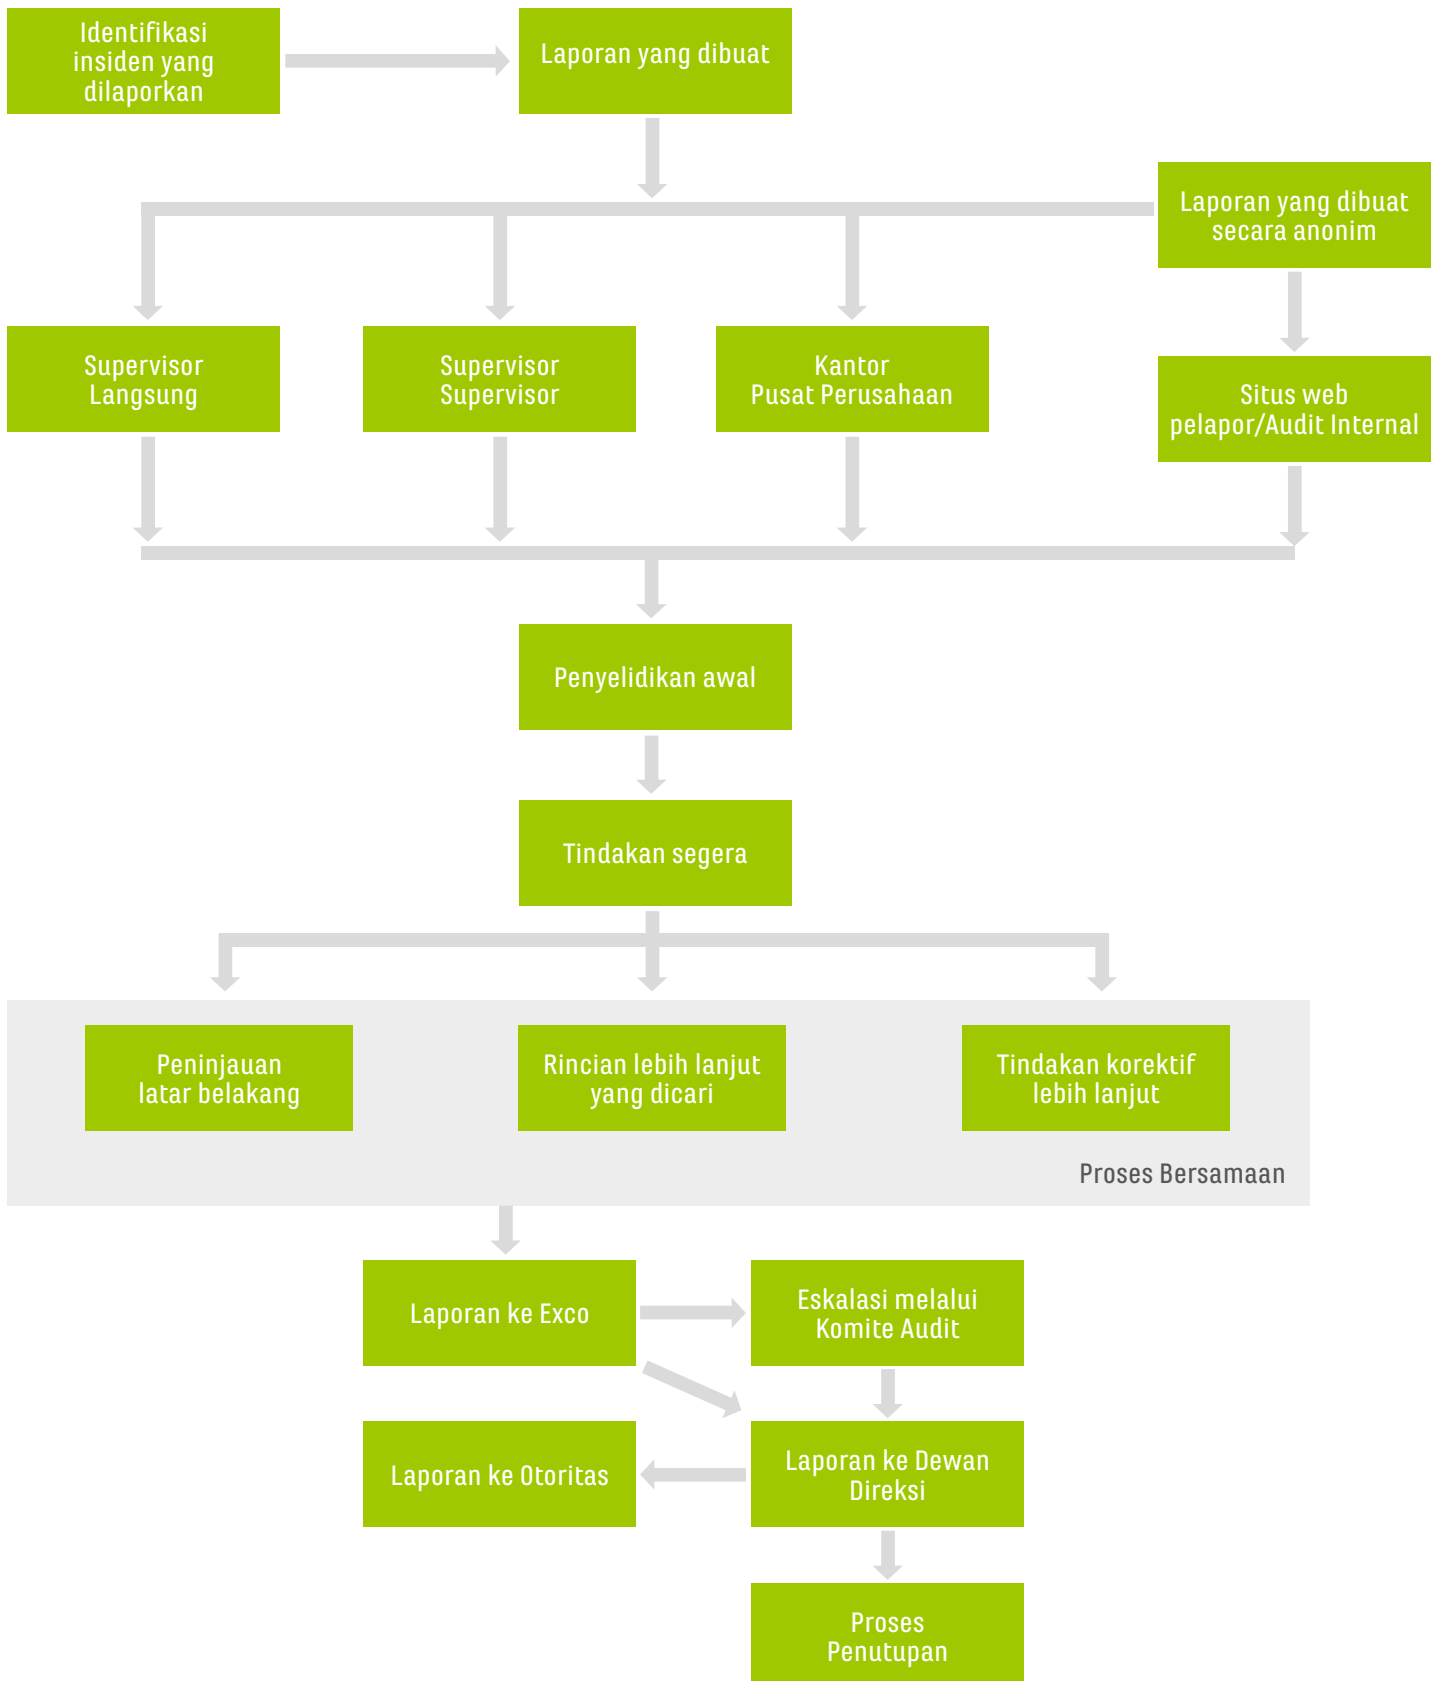 Identifikasi
insiden yang
dilaporkan
Laporan yang dibuat
Laporan yang dibuat
secara anonim
Supervisor
Langsung
Supervisor
Supervisor
Kantor
Pusat Perusahaan
Situs web
pelapor/Audit Internal
Penyelidikan awal
Tindakan segera
Peninjauan
latar belakang
Rincian lebih lanjut
yang dicari
Tindakan korektif
lebih lanjut
Proses Bersamaan
Laporan ke Exco
Eskalasi melalui
Komite Audit
Laporan ke Otoritas
Laporan ke Dewan
Direksi
Proses
Penutupan